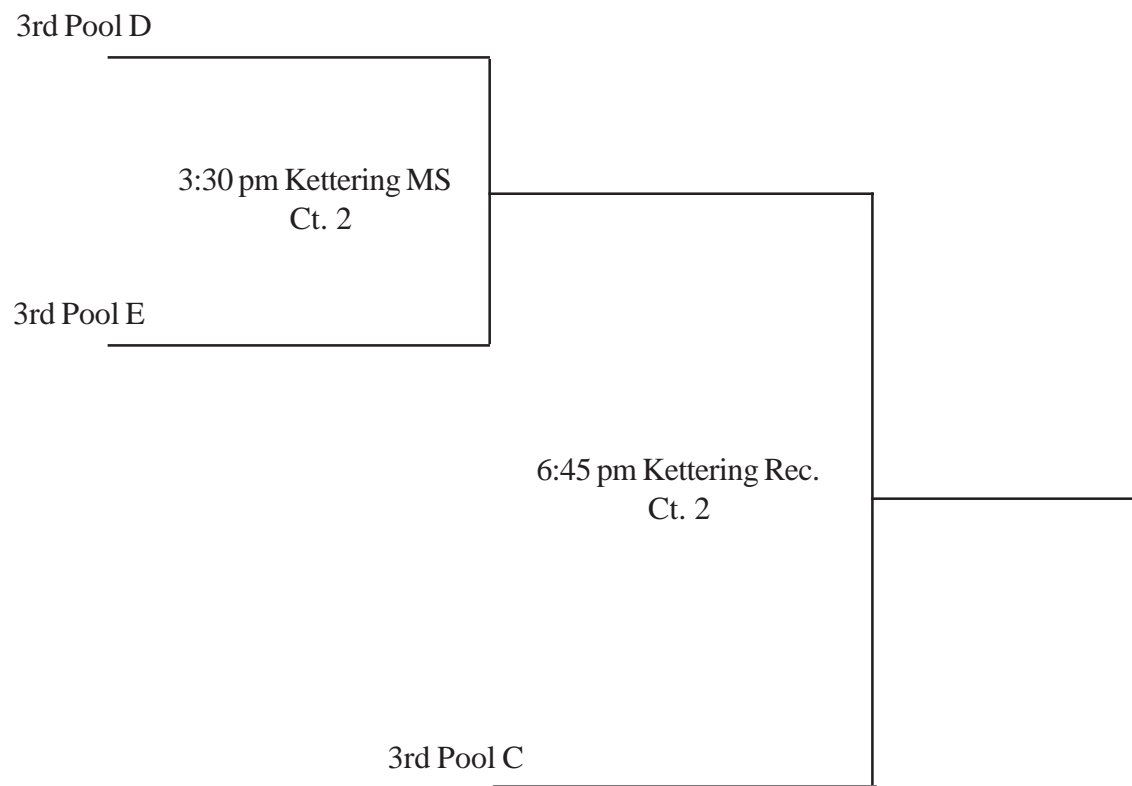 3rd Pool D
3:30 pm Kettering MS
Ct. 2
3rd Pool E
6:45 pm Kettering Rec.
Ct. 2
3rd Pool C